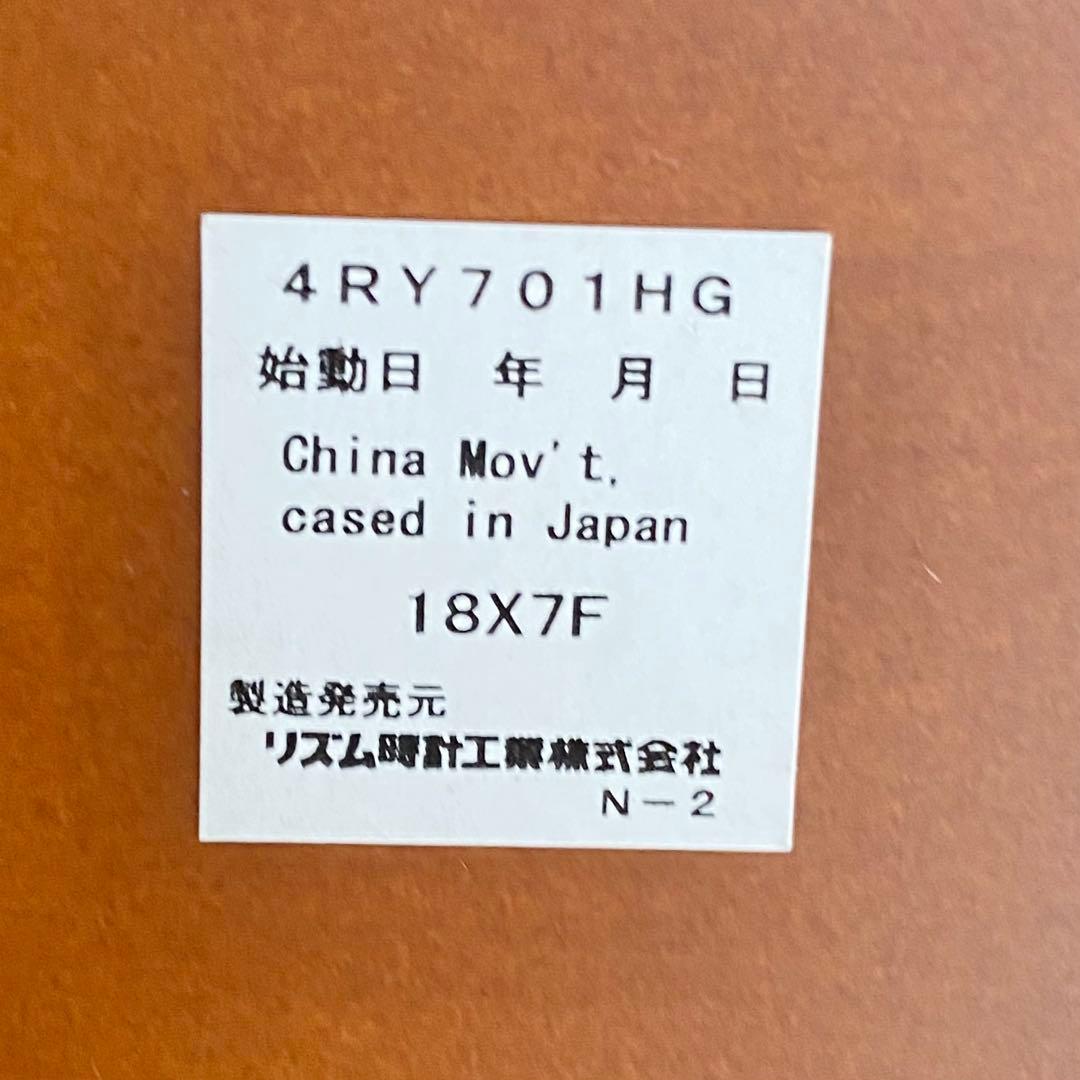 4RY701HG
始動日　年　月　日
China Mov't,
cased in Japan
18X7F
製造発売元
リズム時計工業株式会社
N－2